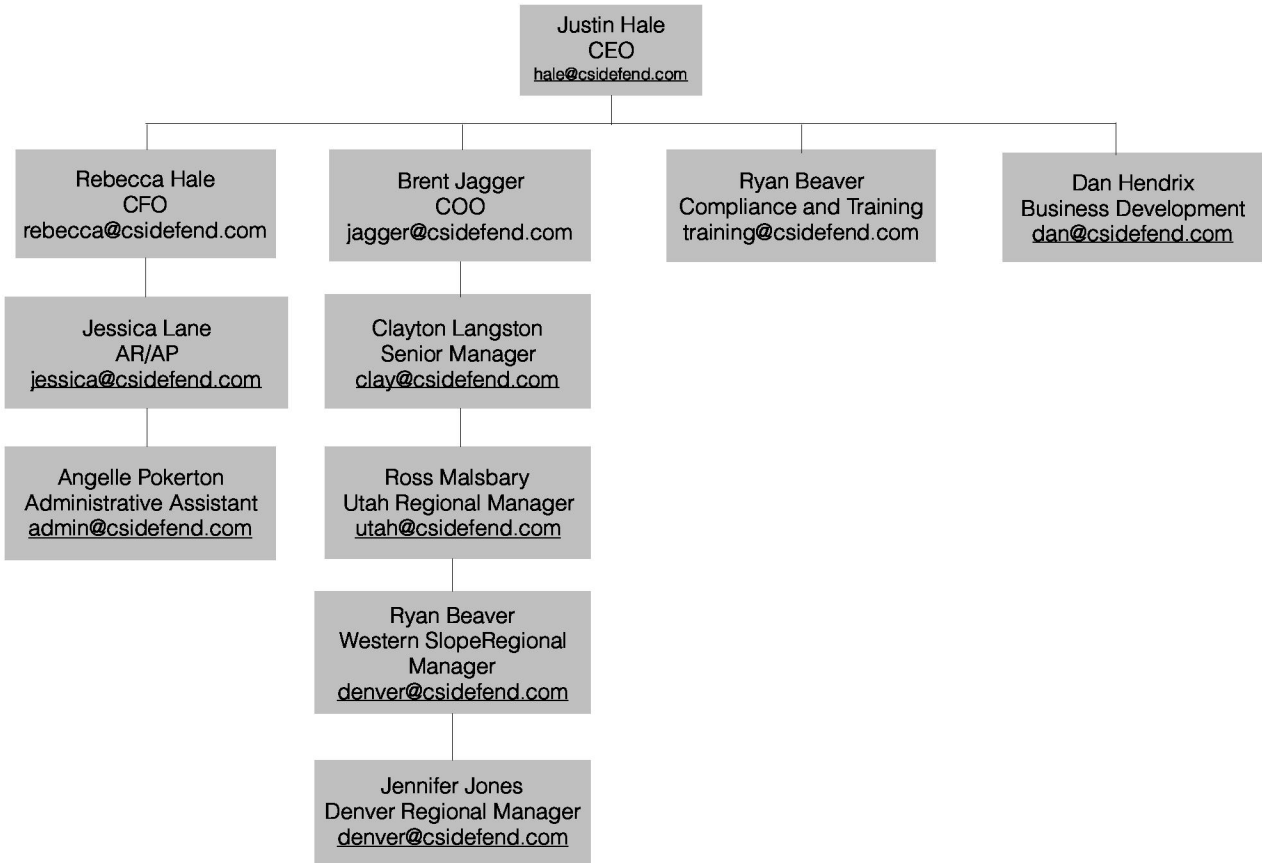 Justin Hale
CEO
hale@csidefend.com
Rebecca Hale
CFO
rebecca@csidefend.com
Brent Jagger
COO
jagger@csidefend.com
Ryan Beaver
Compliance and Training
training@csidefend.com
Dan Hendrix
Business Development
dan@csidefend.com
Jessica Lane
AR/AP
jessica@csidefend.com
Clayton Langston
Senior Manager
clay@csidefend.com
Angelle Pokerton
Administrative Assistant
admin@csidefend.com
Ross Malsbary
Utah Regional Manager
utah@csidefend.com
Ryan Beaver
Western SlopeRegional
Manager
denver@csidefend.com
Jennifer Jones
Denver Regional Manager
denver@csidefend.com